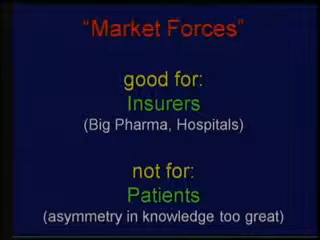 “Market Forces”
good for:
Insurers
(Big Pharma, Hospitals)
not for:
Patients
(asymmetry in knowledge too great)